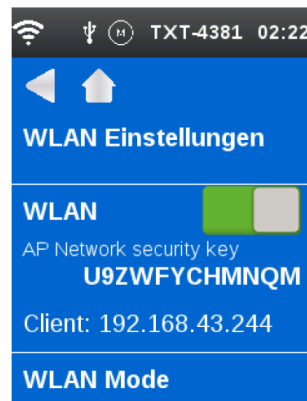 TXT-4381 02:22
WLAN Einstellungen
WLAN
AP Network security key
U9ZWFYCHMNQM
Client: 192.168.43.244
WLAN Mode